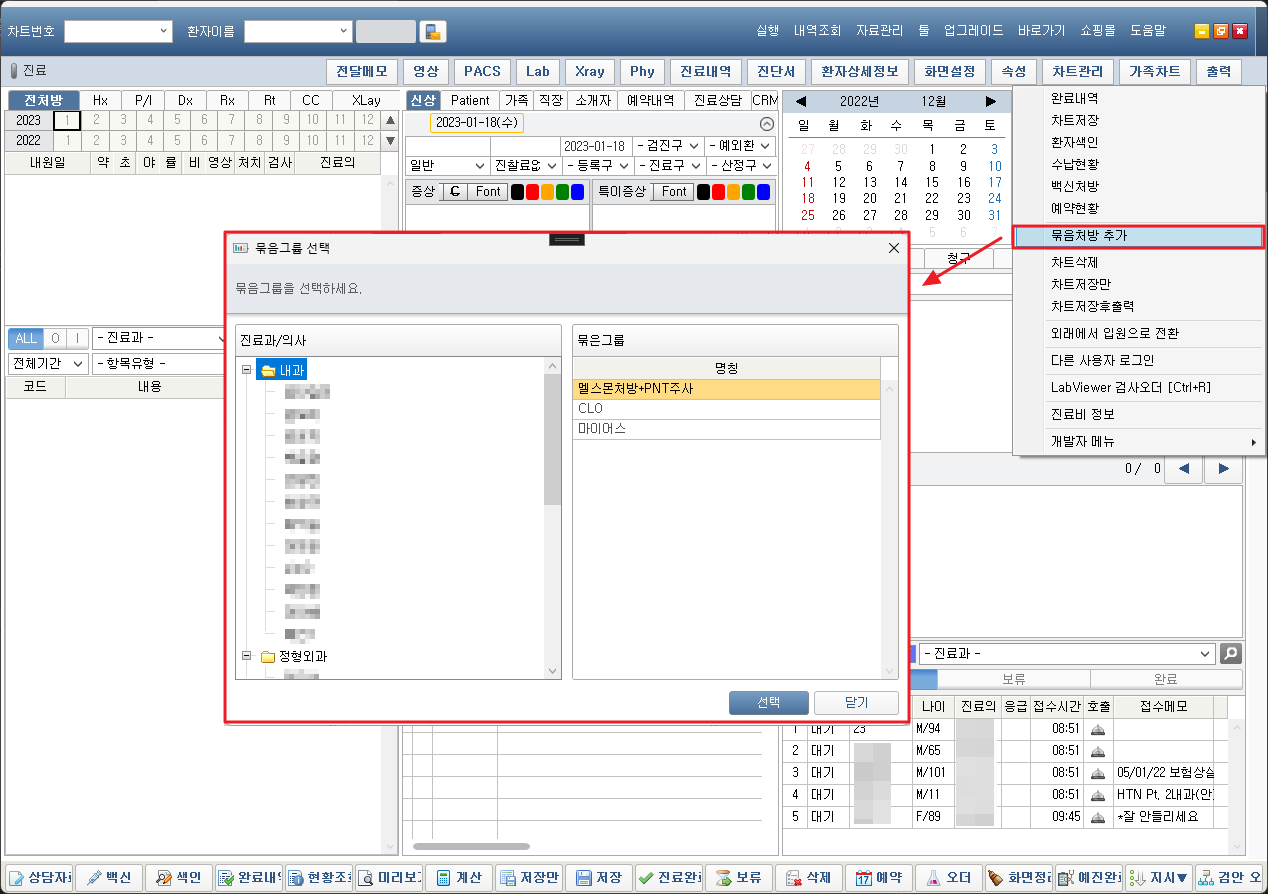 차트번호 환자이름 실행 내역조회 자료관리 툴 업그레이드 바로가기 쇼핑몰 도움말
진료 전달메모 영상 PACS Lab Xray Phy 진료내역 진단서 환자상세정보 화면설정 속성 차트관리 가족차트 출력
전처방 Hx P/I Dx Rx Rt CC XLay
2023 1 2 3 4 5 6 7 8 9 10 11 12
2022 1 2 3 4 5 6 7 8 9 10 11 12
내원일 약 초 야 률 비 영상 처치 검사 진료의
ALL O I - 진료과 -
전체기간 - 항목유형 -
코드 내용
신상 Patient 가족 직장 소개자 예약내역 진료상담 CRM
2023-01-18(수)
2023-01-18 - 검진구 - 예외환
일반 진찰료없 - 등록구 - 진료구 - 산정구
증상 C Font 특이증상 Font
2022년 12월
일 월 화 수 목 금 토
27 28 29 30 1 2 3
4 5 6 7 8 9 10
11 12 13 14 15 16 17
18 19 20 21 22 23 24
25 26 27 28 29 30 31
1 2 3 4 5 6 7
청구
완료내역
차트저장
환자색인
수납현황
백신처방
예약현황
묶음처방 추가
차트삭제
차트저장만
차트저장후출력
외래에서 입원으로 전환
다른 사용자 로그인
LabViewer 검사오더 [Ctrl+R]
진료비 정보
개발자 메뉴
묶음그룹 선택
묶음그룹을 선택하세요.
진료과/의사
내과
정형외과
묶은그룹
명칭
멜스몬처방+PNT주사
CLO
마이어스
선택 닫기
0 / 0
- 진료과 -
보류 완료
나이 진료의 응급 접수시간 호출 접수메모
1 대기 23 M/94 08:51
2 대기 M/65 08:51
3 대기 M/101 08:51 05/01/22 보험상실
4 대기 M/11 08:51 HTN Pt, 2내과(안
5 대기 F/89 09:45 *잘 안들리세요
상담자료 백신 색인 완료내역 현황조회 미리보기 계산 저장만 저장 진료완료 보류 삭제 예약 오더 화면정리 예진완료 지시▼ 검안 오